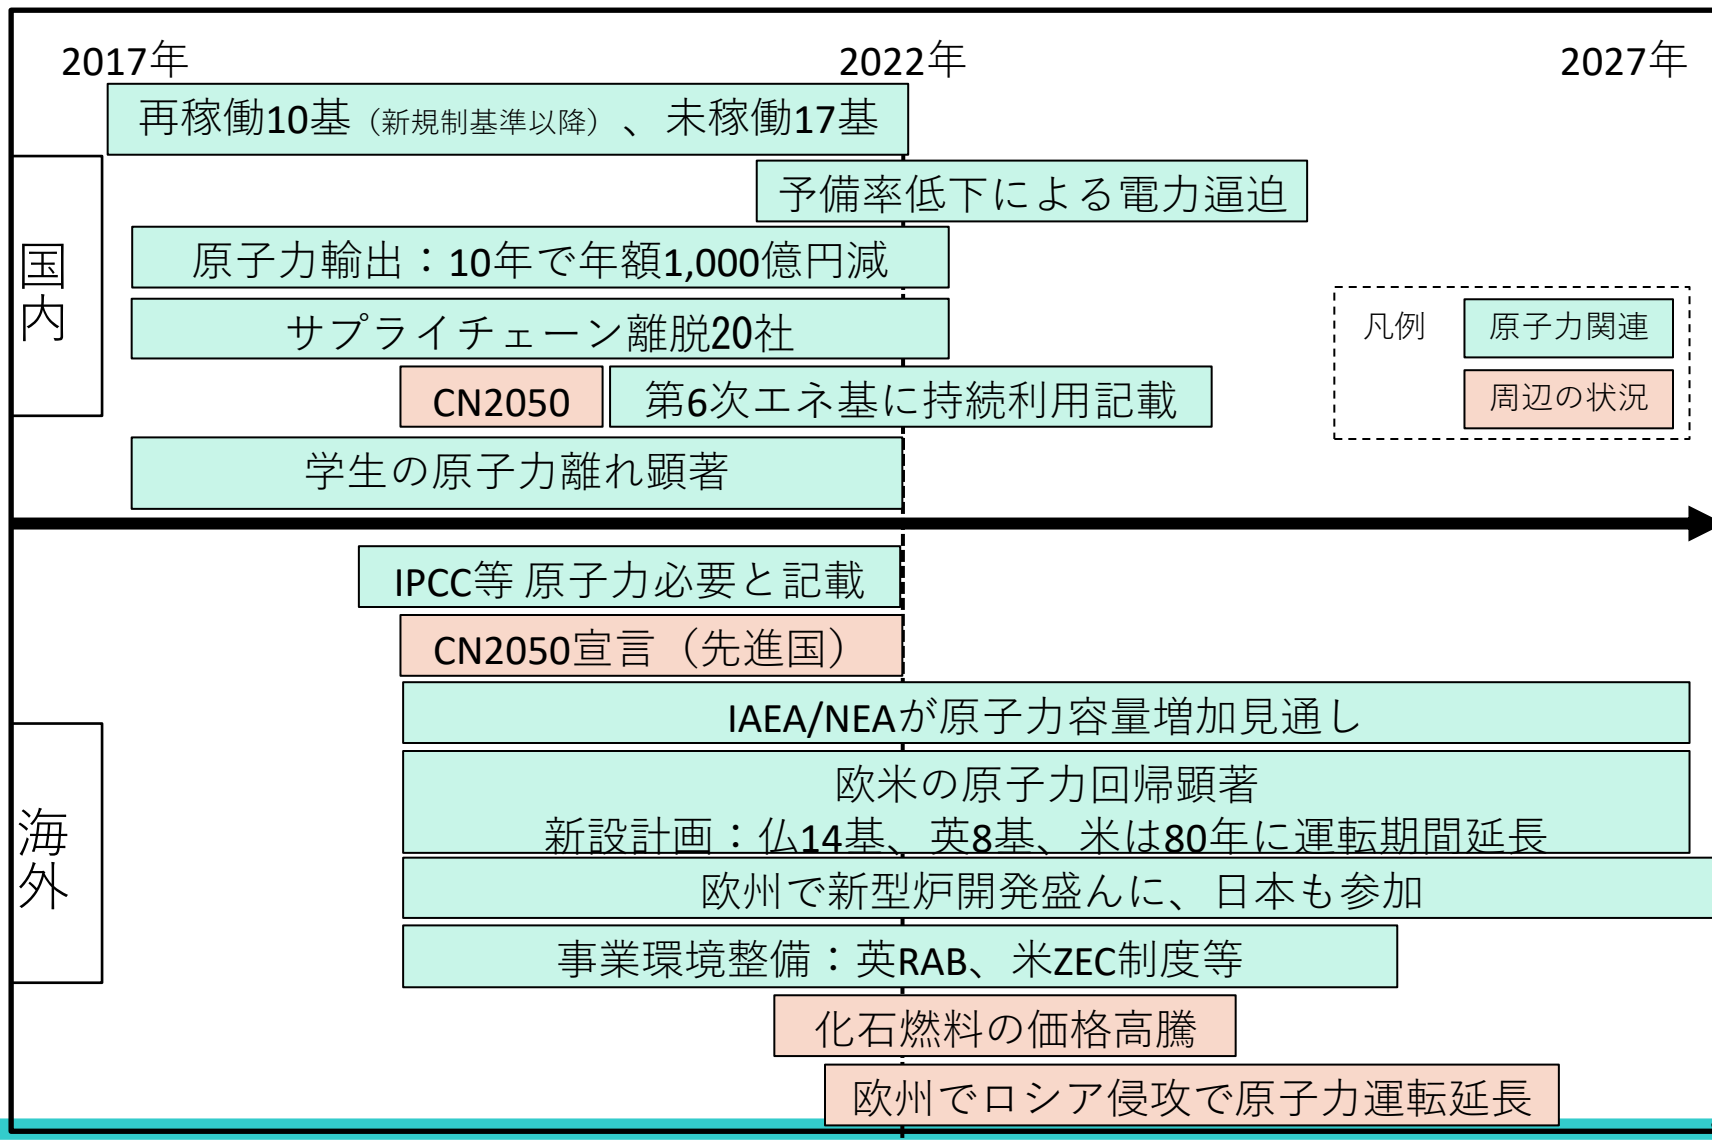 2017年
2022年
2027年
再稼働10基（新規制基準以降）、未稼働17基
予備率低下による電力逼迫
国内
原子力輸出：10年で年額1,000億円減
サプライチェーン離脱20社
凡例
原子力関連
周辺の状況
CN2050
第6次エネ基に持続利用記載
学生の原子力離れ顕著
IPCC等 原子力必要と記載
CN2050宣言（先進国）
IAEA/NEAが原子力容量増加見通し
海外
欧米の原子力回帰顕著
新設計画：仏14基、英8基、米は80年に運転期間延長
欧州で新型炉開発盛んに、日本も参加
事業環境整備：英RAB、米ZEC制度等
化石燃料の価格高騰
欧州でロシア侵攻で原子力運転延長